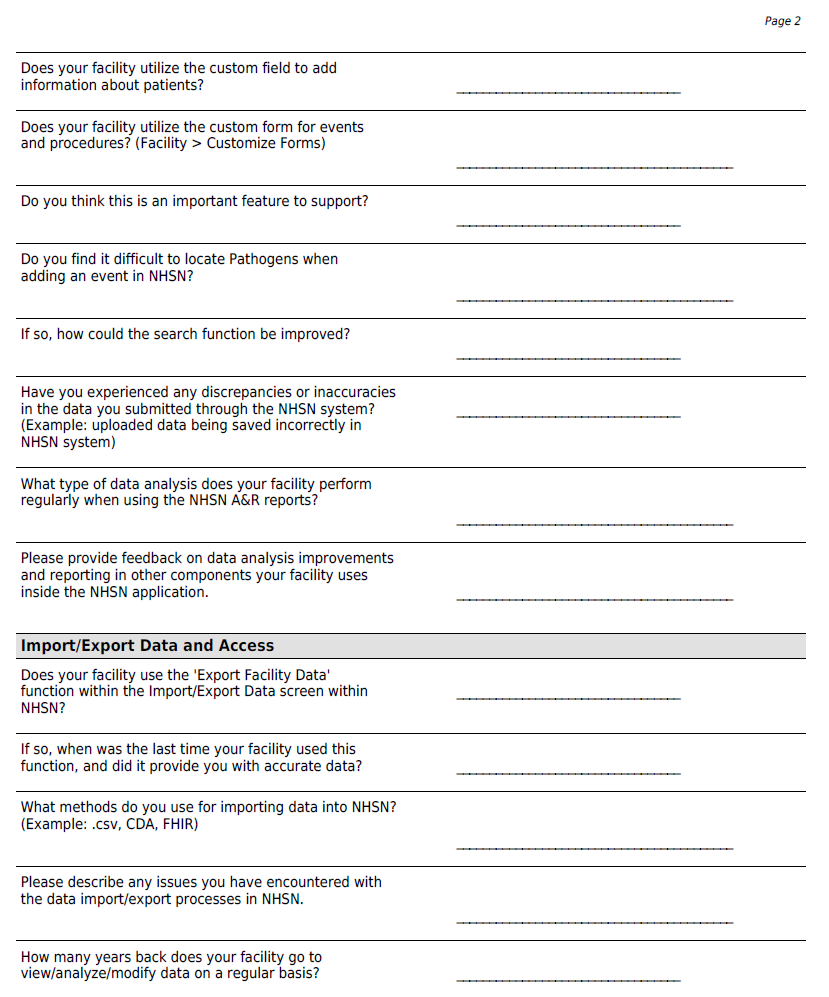 Page 2
Does your facility utilize the custom field to add
information about patients?
Does your facility utilize the custom form for events
and procedures? (Facility > Customize Forms)
Do you think this is an important feature to support?
Do you find it difficult to locate Pathogens when
adding an event in NHSN?
If so, how could the search function be improved?
Have you experienced any discrepancies or inaccuracies
in the data you submitted through the NHSN system?
(Example: uploaded data being saved incorrectly in
NHSN system)
What type of data analysis does your facility perform
regularly when using the NHSN A&R reports?
Please provide feedback on data analysis improvements
and reporting in other components your facility uses
inside the NHSN application.
Import/Export Data and Access
Does your facility use the 'Export Facility Data'
function within the Import/Export Data screen within
NHSN?
If so, when was the last time your facility used this
function, and did it provide you with accurate data?
What methods do you use for importing data into NHSN?
(Example: .csv, CDA, FHIR)
Please describe any issues you have encountered with
the data import/export processes in NHSN.
How many years back does your facility go to
view/analyze/modify data on a regular basis?